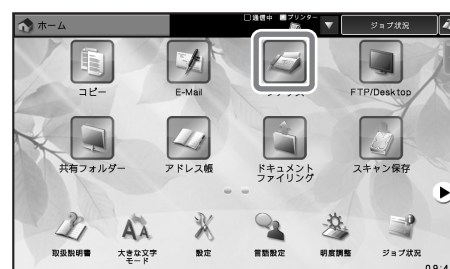 ホーム
通信中 プリンター
ジョブ状況
コピー
E-Mail
FTP/Desktop
共有フォルダー
アドレス帳
ドキュメント
ファイリング
スキャン保存
取扱説明書
大きな文字
モード
設定
言語設定
明度調整
ジョブ状況